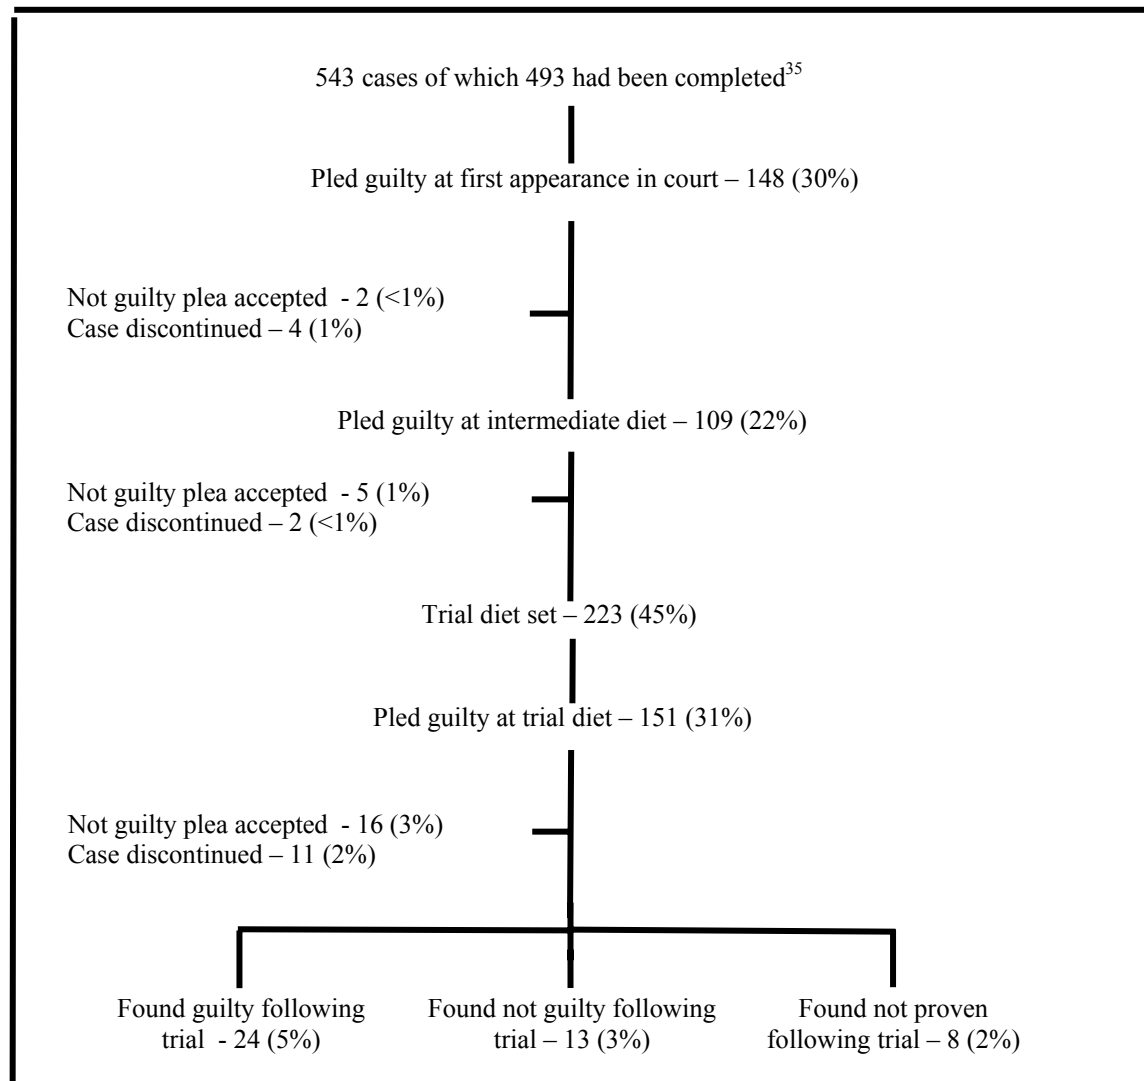 543 cases of which 493 had been completed35
Pled guilty at first appearance in court – 148 (30%)
Not guilty plea accepted - 2 (<1%)
Case discontinued – 4 (1%)
Pled guilty at intermediate diet – 109 (22%)
Not guilty plea accepted - 5 (1%)
Case discontinued – 2 (<1%)
Trial diet set – 223 (45%)
Pled guilty at trial diet – 151 (31%)
Not guilty plea accepted - 16 (3%)
Case discontinued – 11 (2%)
Found guilty following
trial - 24 (5%)
Found not guilty following
trial – 13 (3%)
Found not proven
following trial – 8 (2%)